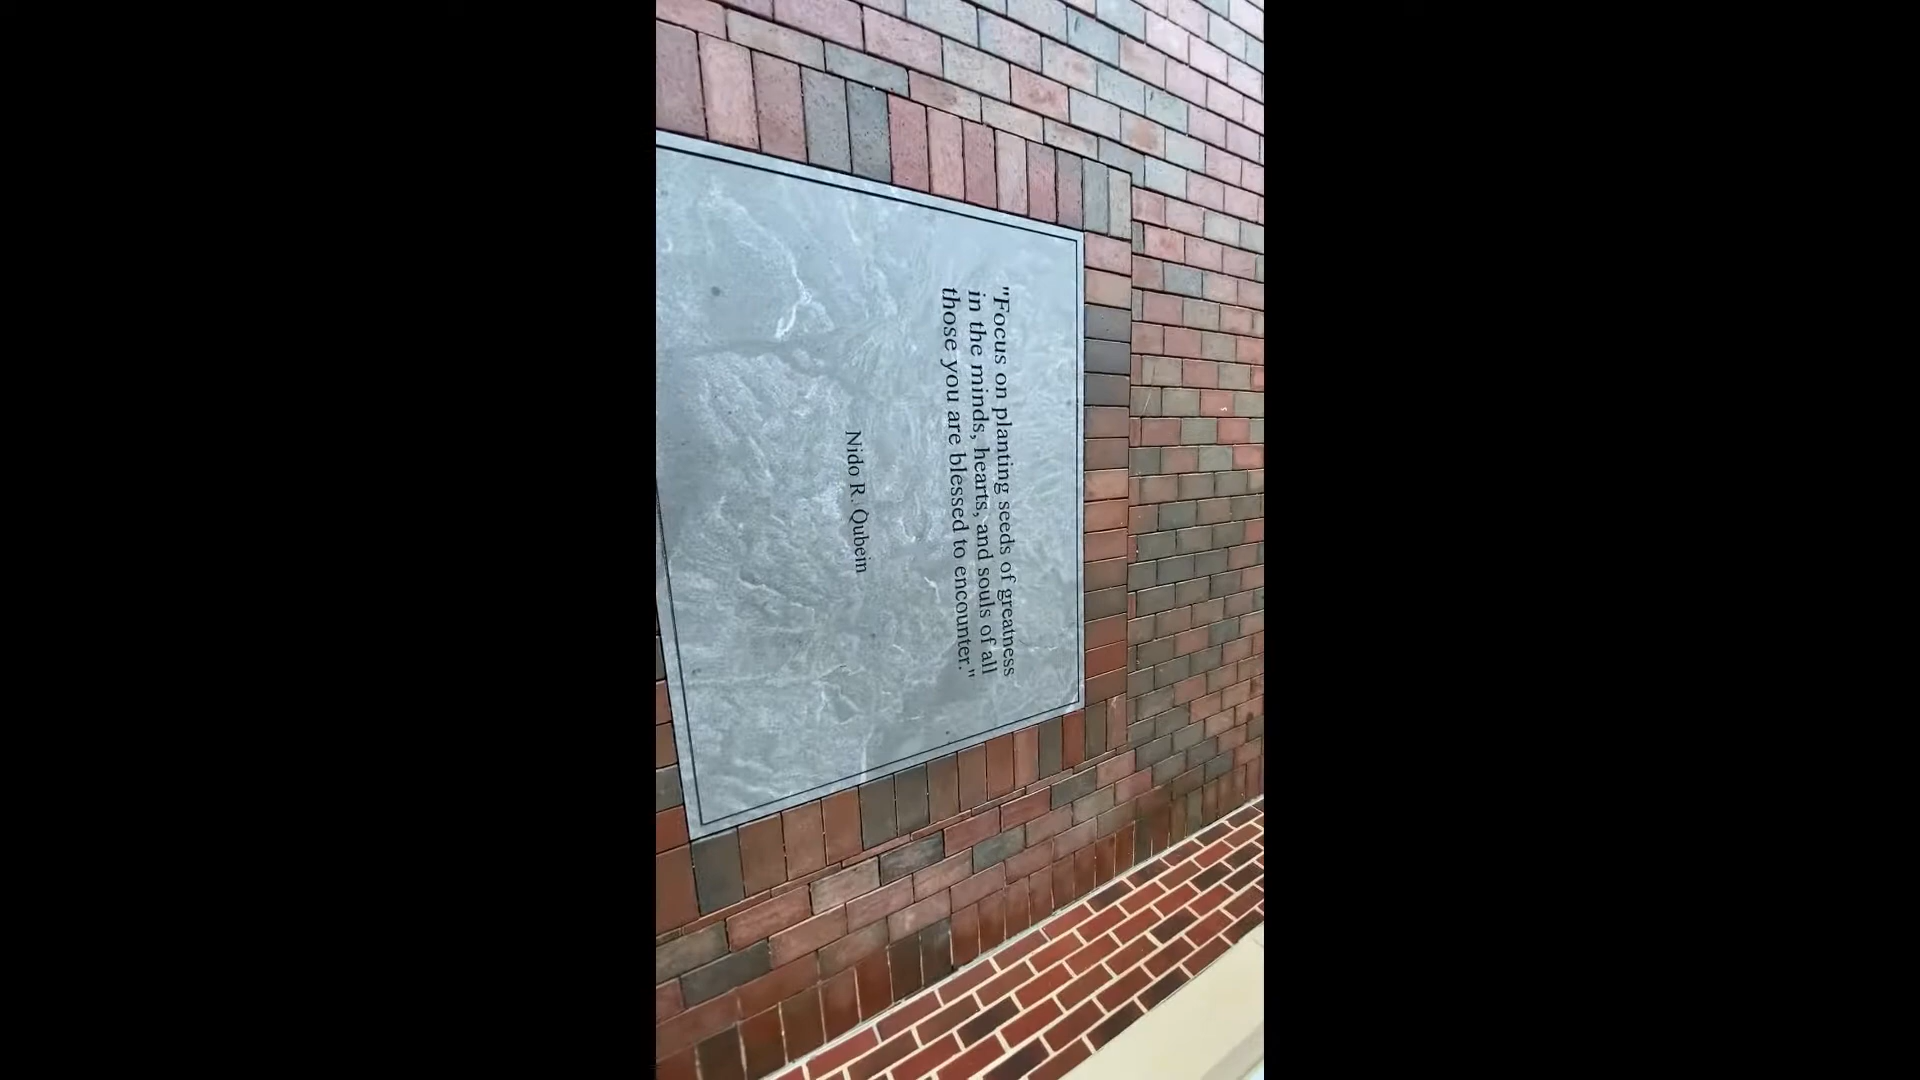 "Focus on planting seeds of greatness
in the minds, hearts, and souls of all
those you are blessed to encounter."
Nido R. Qubein